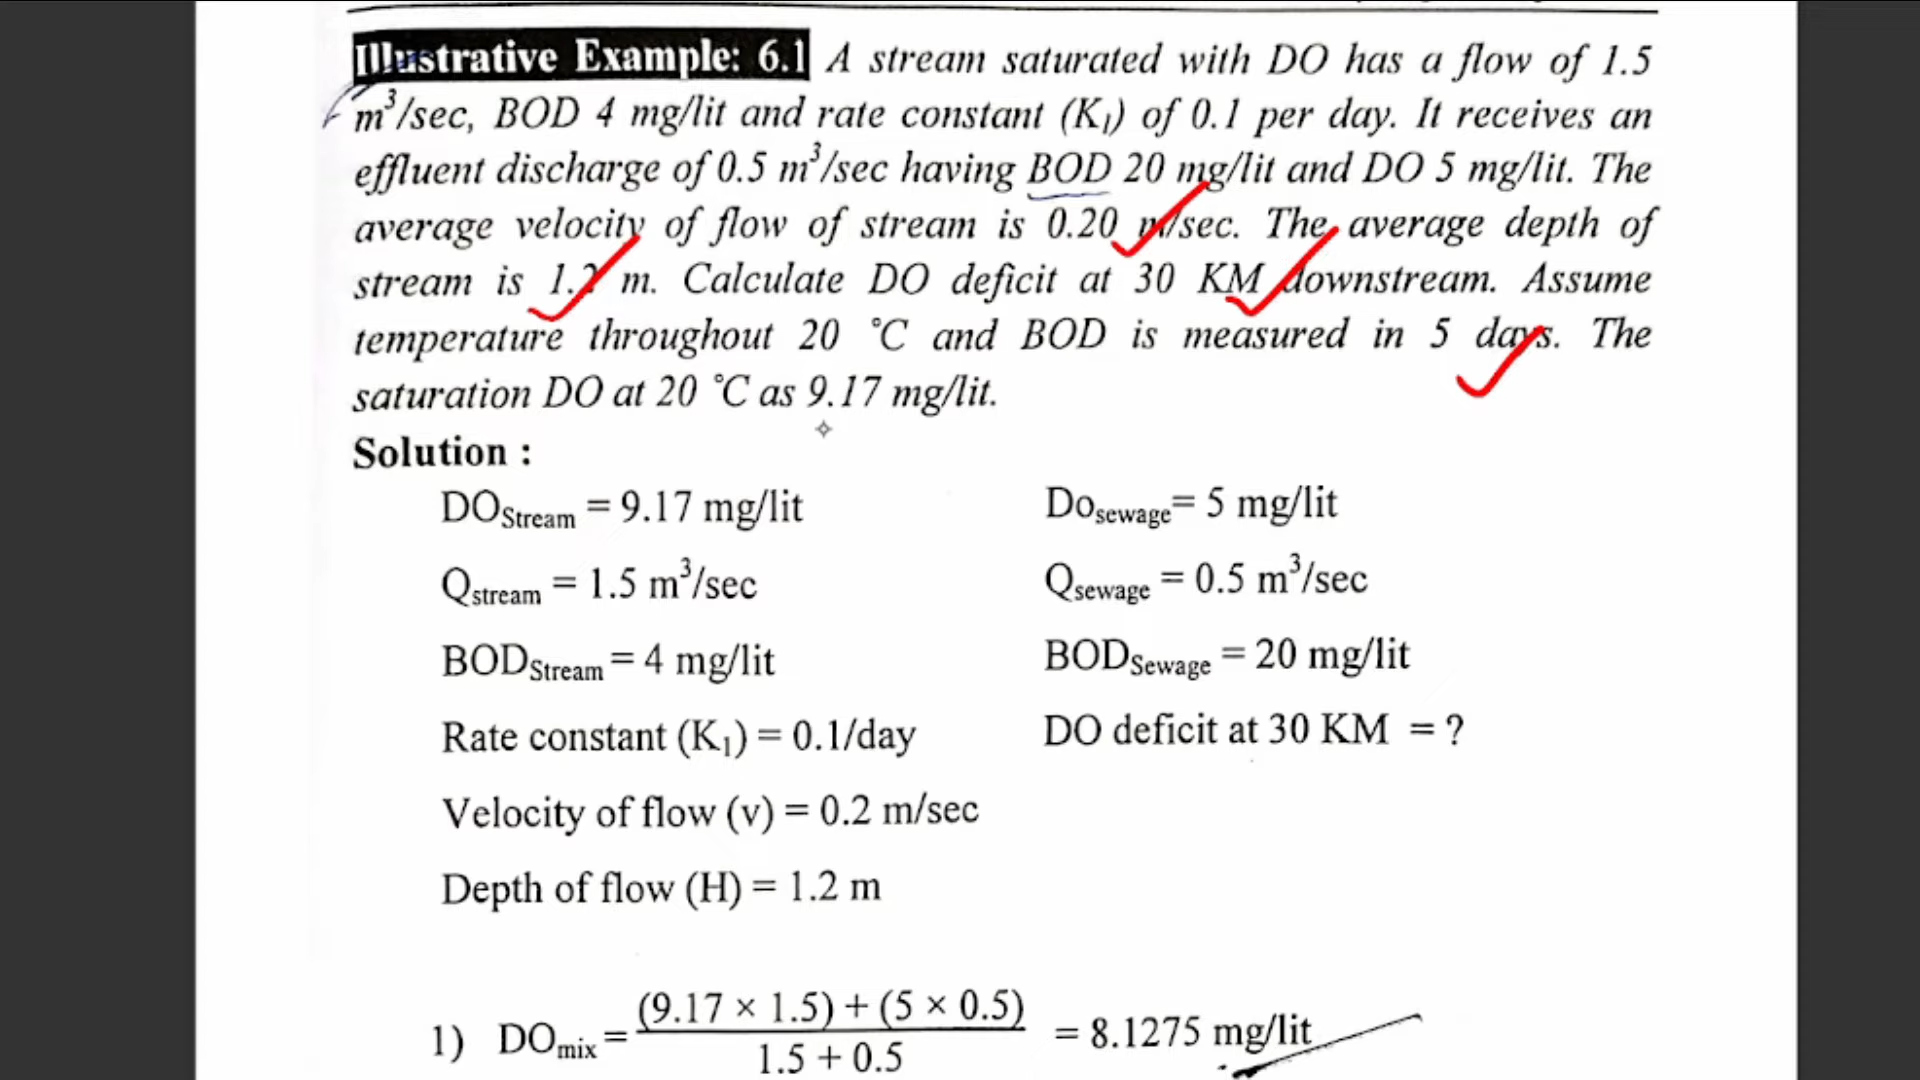 Illustrative Example: 6.1 A stream saturated with DO has a flow of 1.5
m³/sec, BOD 4 mg/lit and rate constant (K₁) of 0.1 per day. It receives an
effluent discharge of 0.5 m³/sec having BOD 20 mg/lit and DO 5 mg/lit. The
average velocity of flow of stream is 0.20 m/sec. The average depth of
stream is 1.2 m. Calculate DO deficit at 30 KM downstream. Assume
temperature throughout 20 °C and BOD is measured in 5 days. The
saturation DO at 20 °C as 9.17 mg/lit.
Solution :
DO_Stream = 9.17 mg/lit Do_sewage = 5 mg/lit
Q_stream = 1.5 m³/sec Q_sewage = 0.5 m³/sec
BOD_Stream = 4 mg/lit BOD_Sewage = 20 mg/lit
Rate constant (K₁) = 0.1/day DO deficit at 30 KM = ?
Velocity of flow (v) = 0.2 m/sec
Depth of flow (H) = 1.2 m
(9.17 × 1.5) + (5 × 0.5)
1) DO_mix = = 8.1275 mg/lit
1.5 + 0.5